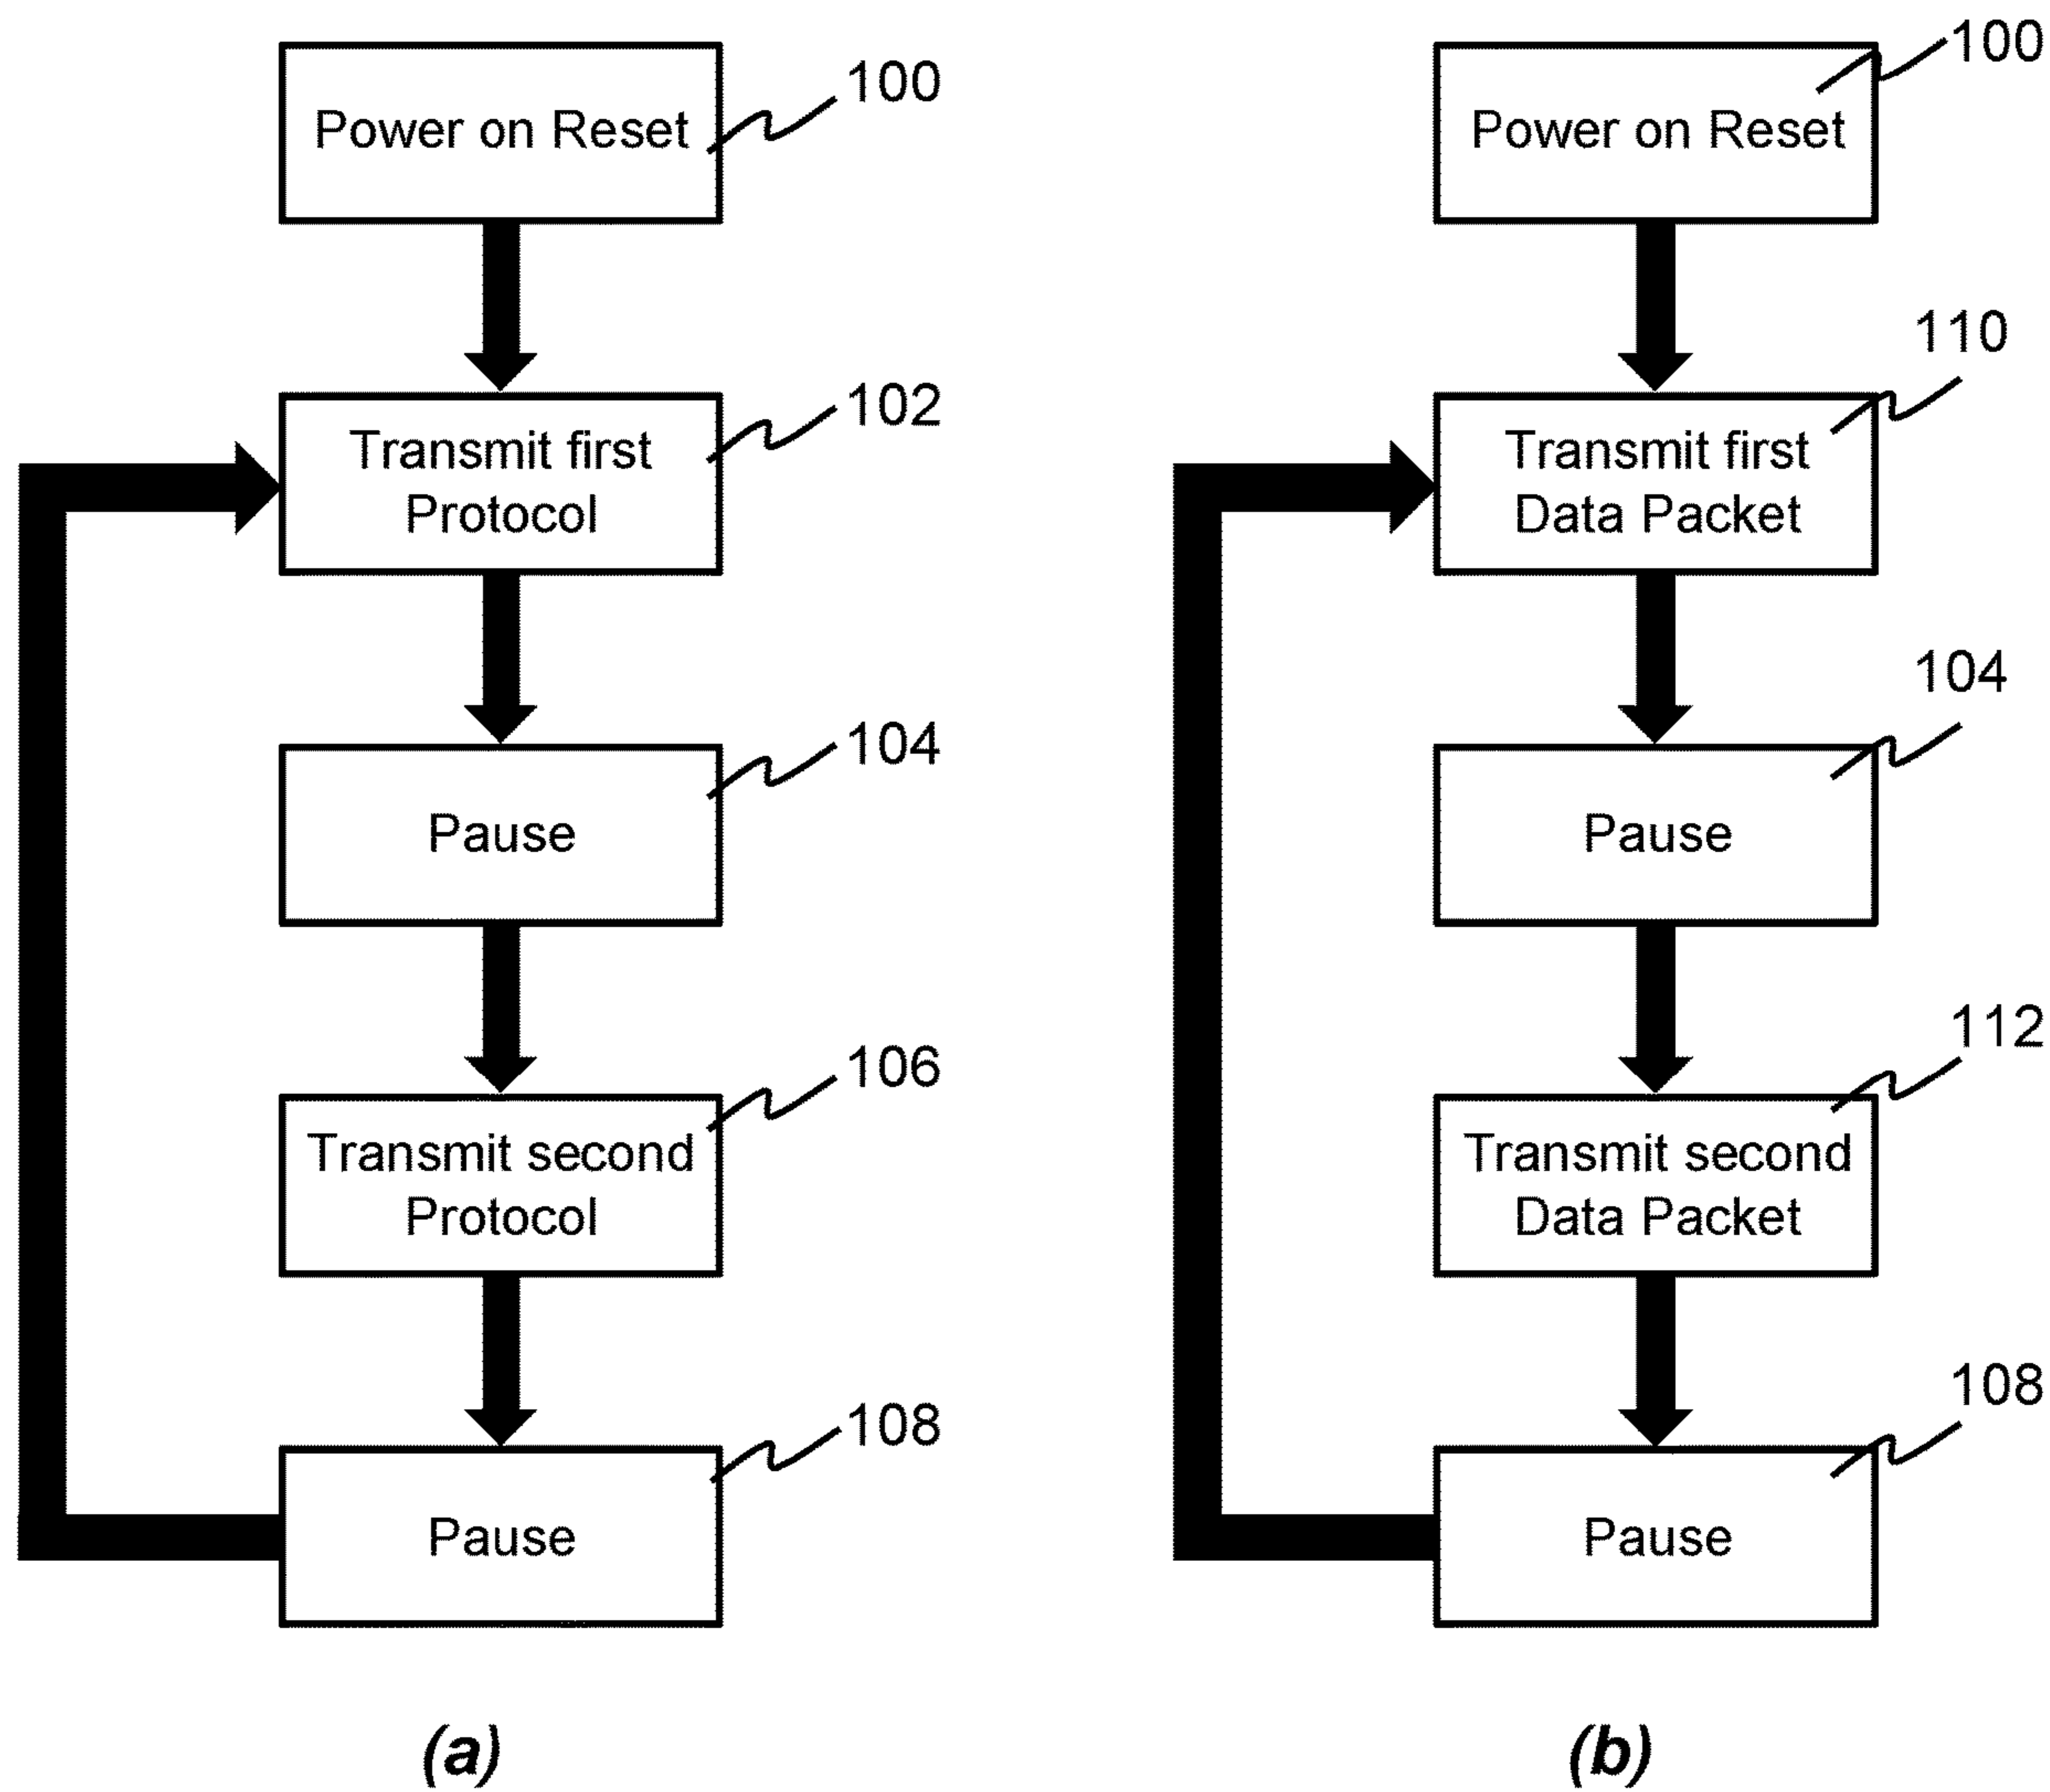 100
Power on Reset
102
Transmit first
Protocol
104
Pause
106
Transmit second
Protocol
108
Pause
(a)
100
Power on Reset
110
Transmit first
Data Packet
104
Pause
112
Transmit second
Data Packet
108
Pause
(b)